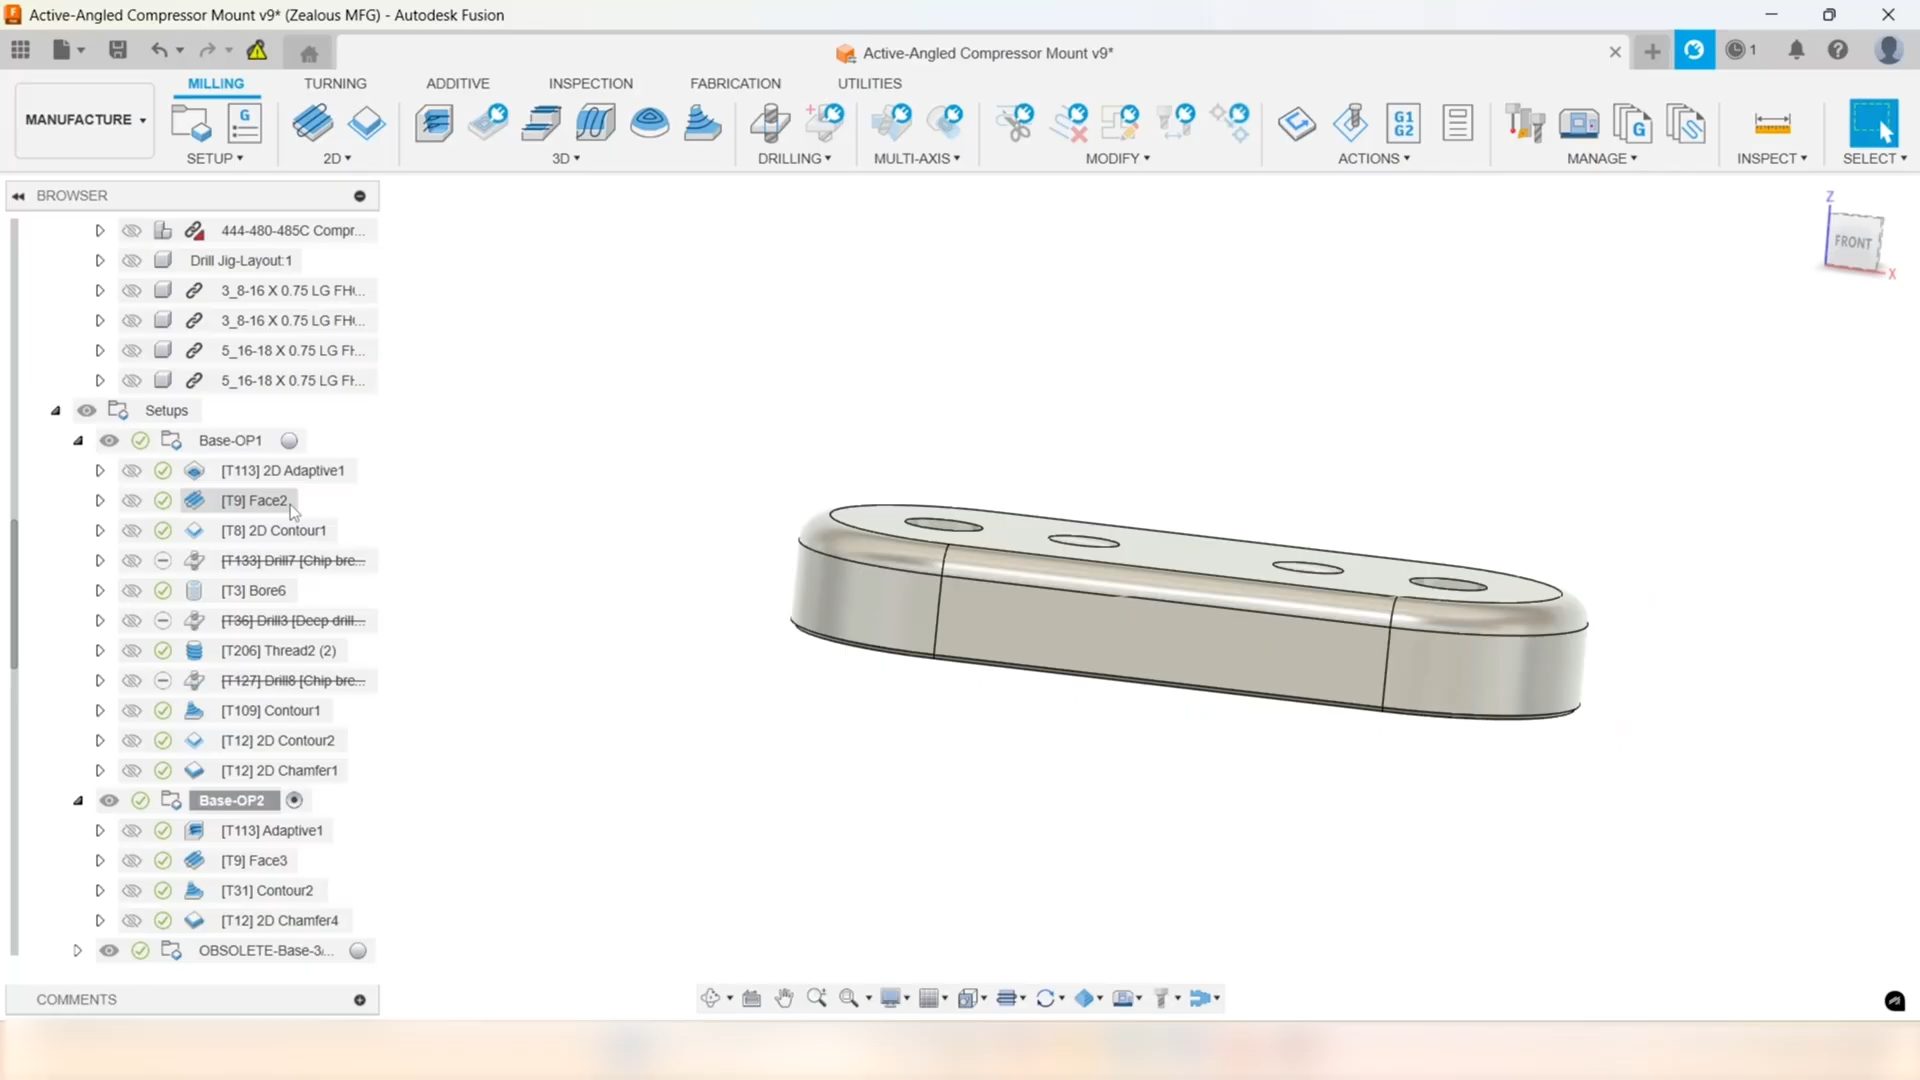 Active-Angled Compressor Mount v9* (Zealous MFG) - Autodesk Fusion
Active-Angled Compressor Mount v9*
1
MANUFACTURE
MILLING
TURNING
ADDITIVE
INSPECTION
FABRICATION
UTILITIES
G
G1
G2
G
SETUP
2D
3D
DRILLING
MULTI-AXIS
MODIFY
ACTIONS
MANAGE
INSPECT
SELECT
BROWSER
444-480-485C Compr...
Drill Jig-Layout:1
3_8-16 X 0.75 LG FH(...
3_8-16 X 0.75 LG FH(...
5_16-18 X 0.75 LG FH...
5_16-18 X 0.75 LG FH...
Setups
Base-OP1
[T113] 2D Adaptive1
[T9] Face2
[T8] 2D Contour1
[T133] Drill7 [Chip bre...
[T3] Bore6
[T36] Drill3 [Deep drill...
[T206] Thread2 (2)
[T127] Drill8 [Chip bre...
[T109] Contour1
[T12] 2D Contour2
[T12] 2D Chamfer1
Base-OP2
[T113] Adaptive1
[T9] Face3
[T31] Contour2
[T12] 2D Chamfer4
OBSOLETE-Base-3/...
COMMENTS
Z
FRONT
X